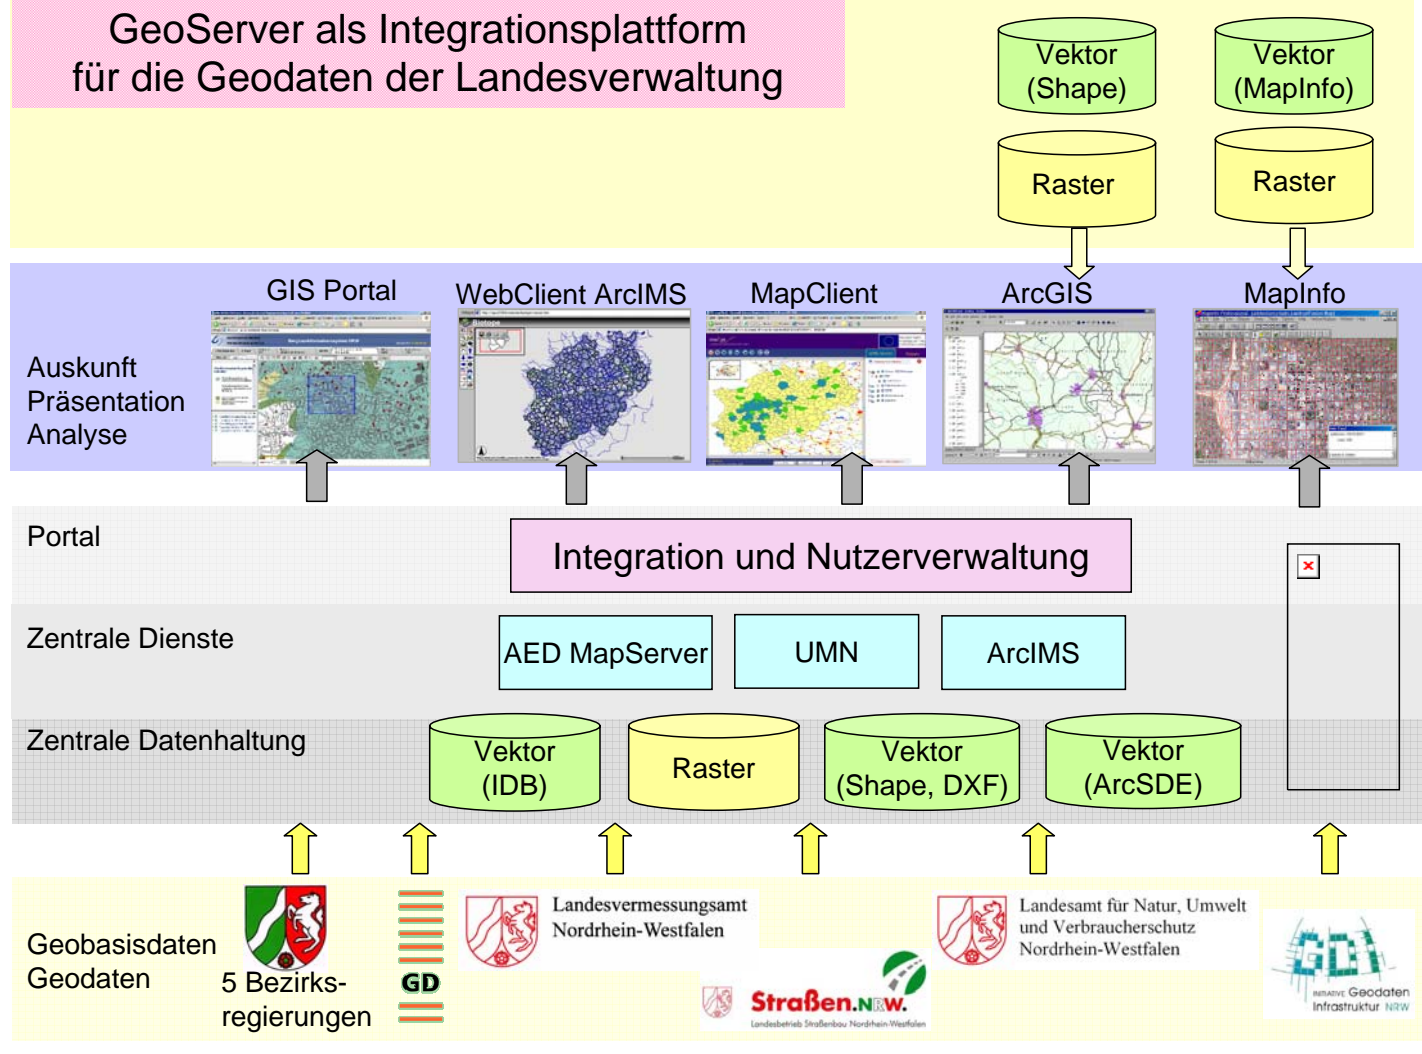 GeoServer als Integrationsplattform
für die Geodaten der Landesverwaltung
Vektor
(Shape)
Vektor
(MapInfo)
Raster
Raster
GIS Portal
WebClient ArcIMS
MapClient
ArcGIS
MapInfo
Biotope
Auskunft
Präsentation
Analyse
Portal
Integration und Nutzerverwaltung
Zentrale Dienste
AED MapServer
UMN
ArcIMS
Zentrale Datenhaltung
Vektor
(IDB)
Raster
Vektor
(Shape, DXF)
Vektor
(ArcSDE)
Geobasisdaten
Geodaten
5 Bezirks-
regierungen
GD
Landesvermessungsamt
Nordrhein-Westfalen
Straßen.NRW.
Landesbetrieb Straßenbau Nordrhein-Westfalen
Landesamt für Natur, Umwelt
und Verbraucherschutz
Nordrhein-Westfalen
GDI
INITIATIVE Geodaten
Infrastruktur NRW